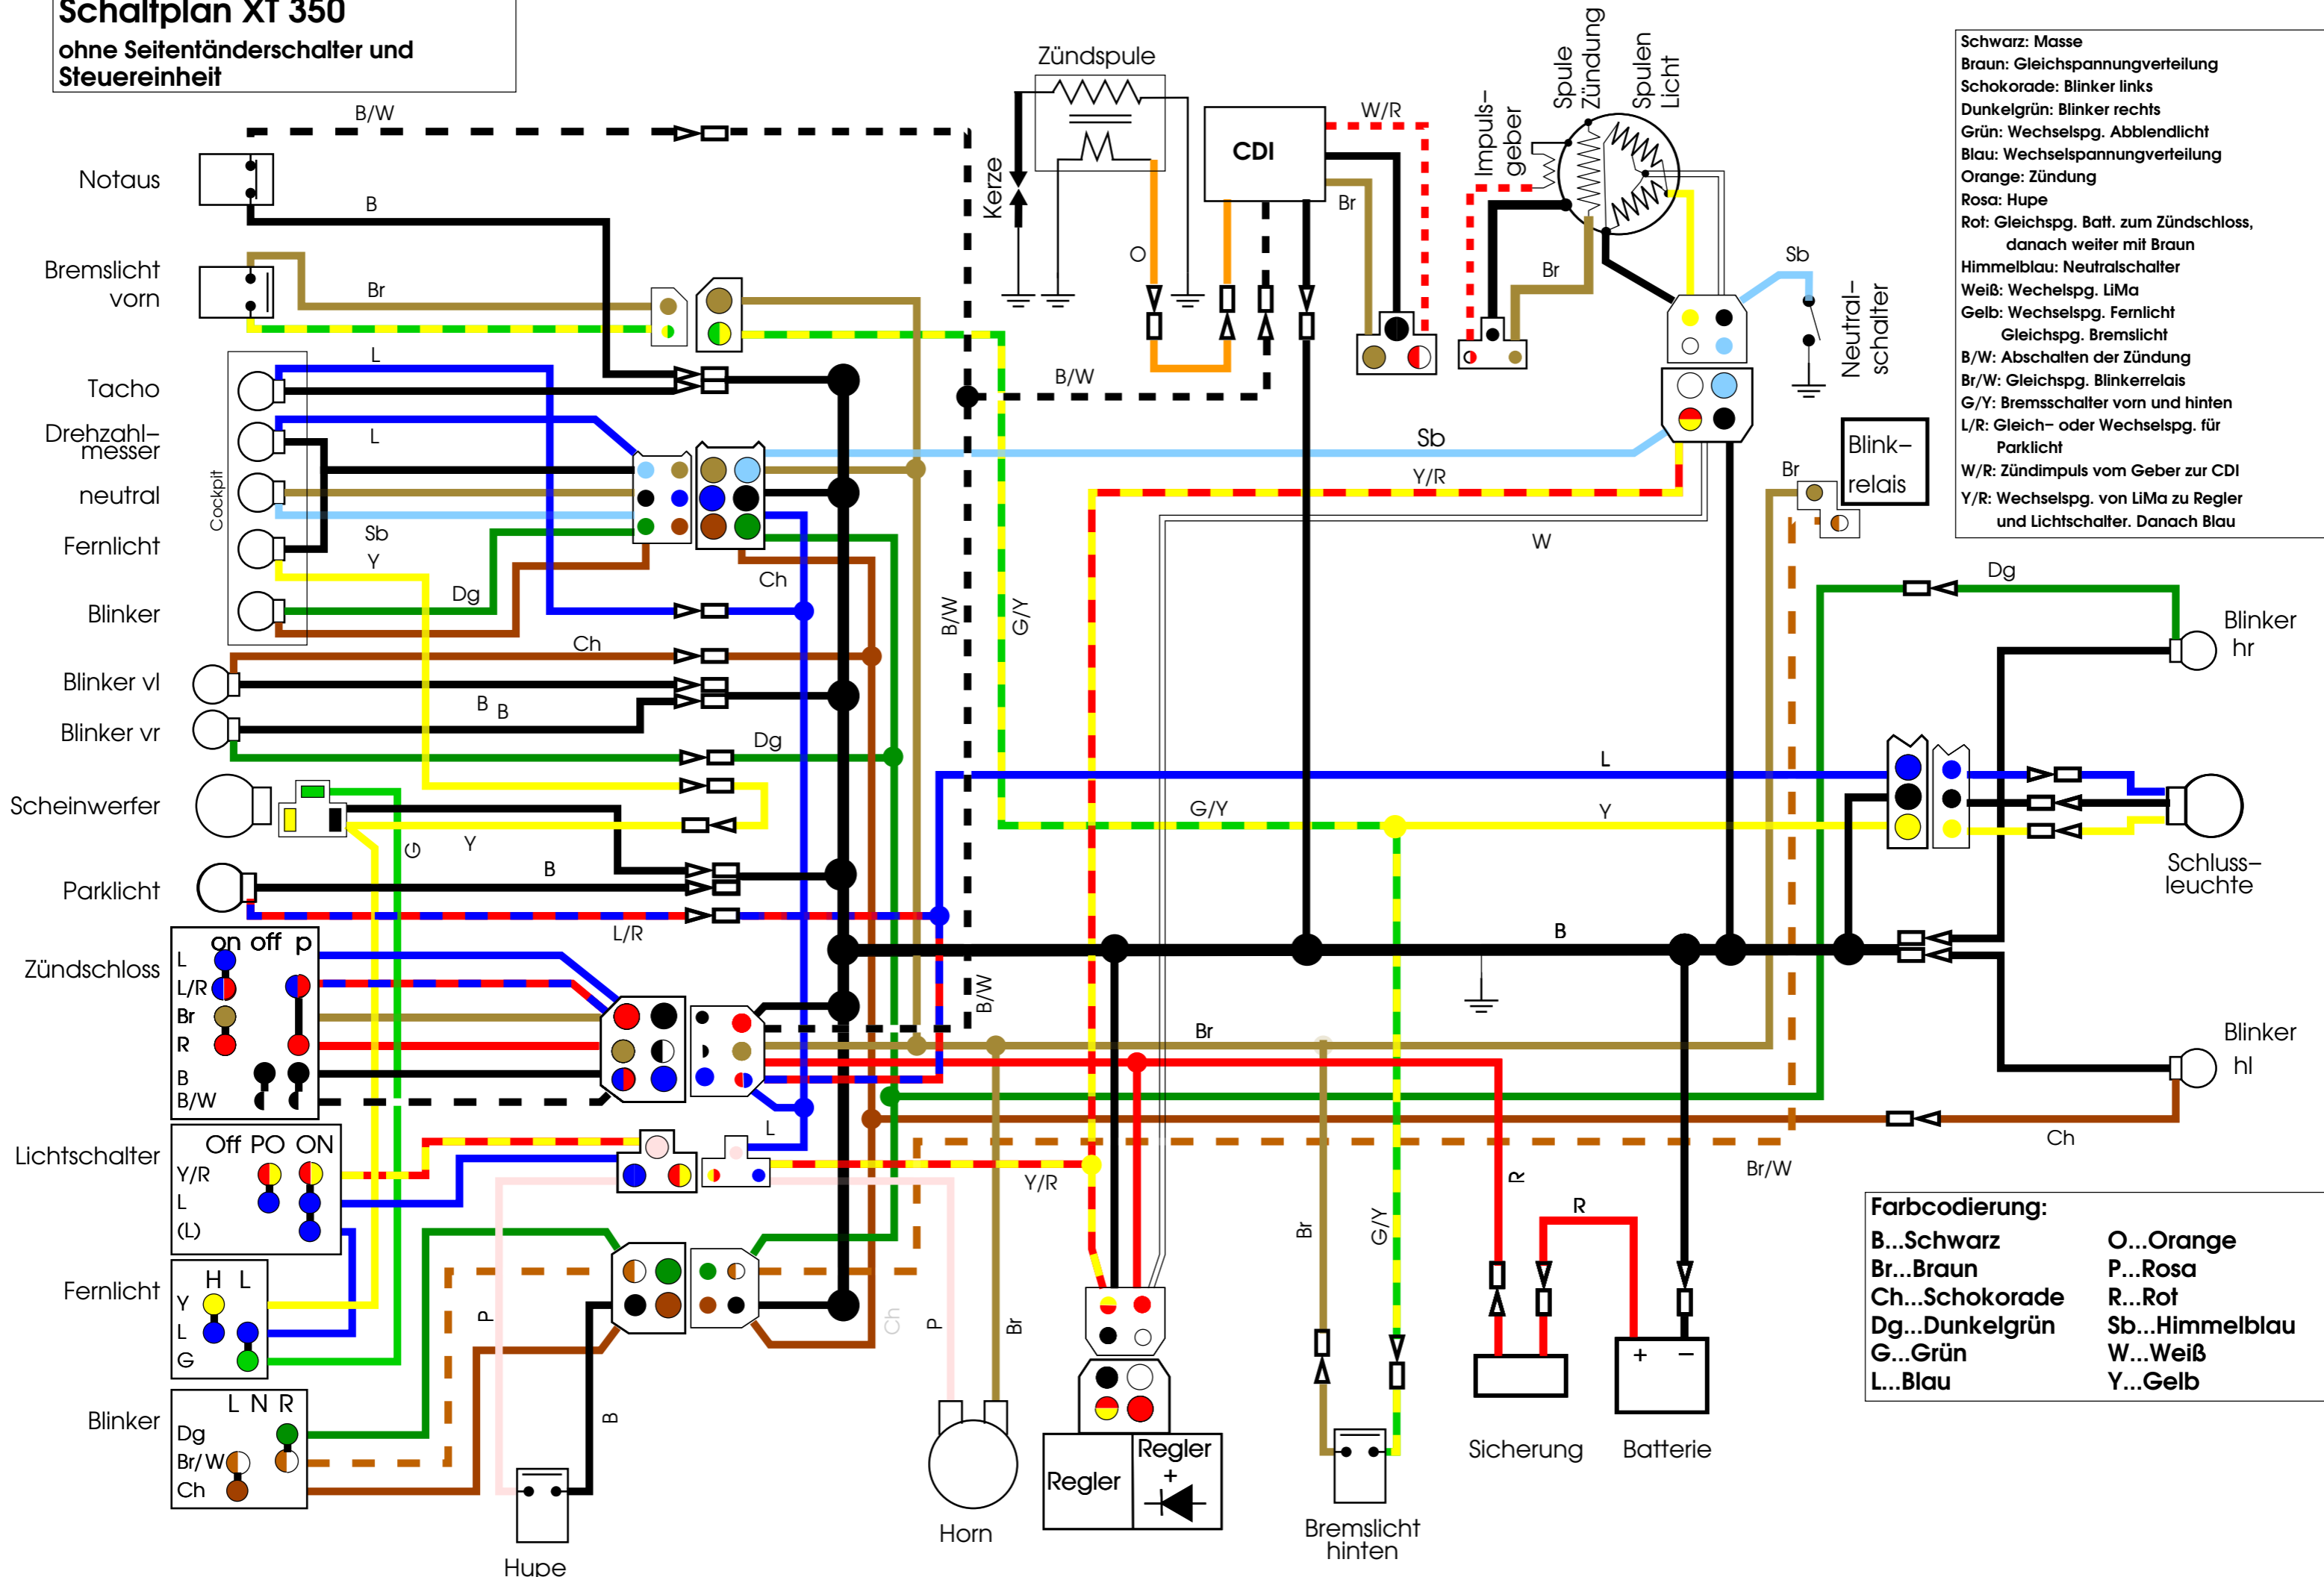 Schaltplan XT 350
ohne Seitentänderschalter und
Steuereinheit
Schwarz: Masse
Braun: Gleichspannungverteilung
Schokorade: Blinker links
Dunkelgrün: Blinker rechts
Grün: Wechselspg. Abblendlicht
Blau: Wechselspannungverteilung
Orange: Zündung
Rosa: Hupe
Rot: Gleichspg. Batt. zum Zündschloss,
danach weiter mit Braun
Himmelblau: Neutralschalter
Weiß: Wechelspg. LiMa
Gelb: Wechselspg. Fernlicht
Gleichspg. Bremslicht
B/W: Abschalten der Zündung
Br/W: Gleichspg. Blinkerrelais
G/Y: Bremsschalter vorn und hinten
L/R: Gleich- oder Wechselspg. für
Parklicht
W/R: Zündimpuls vom Geber zur CDI
Y/R: Wechselspg. von LiMa zu Regler
und Lichtschalter. Danach Blau
Zündspule
Kerze
O
CDI
W/R
Br
Impuls-
geber
Spule
Zündung
Spulen
Licht
Br
Sb
Neutral-
schalter
B/W
Notaus
B
Bremslicht
vorn
Br
B/W
Cockpit
Tacho
L
Drehzahl-
messer
L
neutral
Sb
Fernlicht
Y
Blinker
Dg
Ch
Sb
Y/R
W
Br
Blink-
relais
B/W
G/Y
Ch
Blinker vl
B
B
Blinker vr
Dg
Dg
Blinker
hr
Scheinwerfer
G
Y
L
G/Y
Y
Schluss-
leuchte
Parklicht
B
L/R
B
B/W
Zündschloss
on off p
L
L/R
Br
R
B
B/W
Br
Blinker
hl
Ch
Br/W
Lichtschalter
Off PO ON
Y/R
L
(L)
L
Y/R
R
R
Br
G/Y
Fernlicht
H L
Y
L
G
P
Ch
P
Br
Blinker
L N R
Dg
Br/W
Ch
B
Hupe
Horn
Regler
Regler
+
Bremslicht
hinten
Sicherung
+ −
Batterie
Farbcodierung:
B...Schwarz O...Orange
Br...Braun P...Rosa
Ch...Schokorade R...Rot
Dg...Dunkelgrün Sb...Himmelblau
G...Grün W...Weiß
L...Blau Y...Gelb